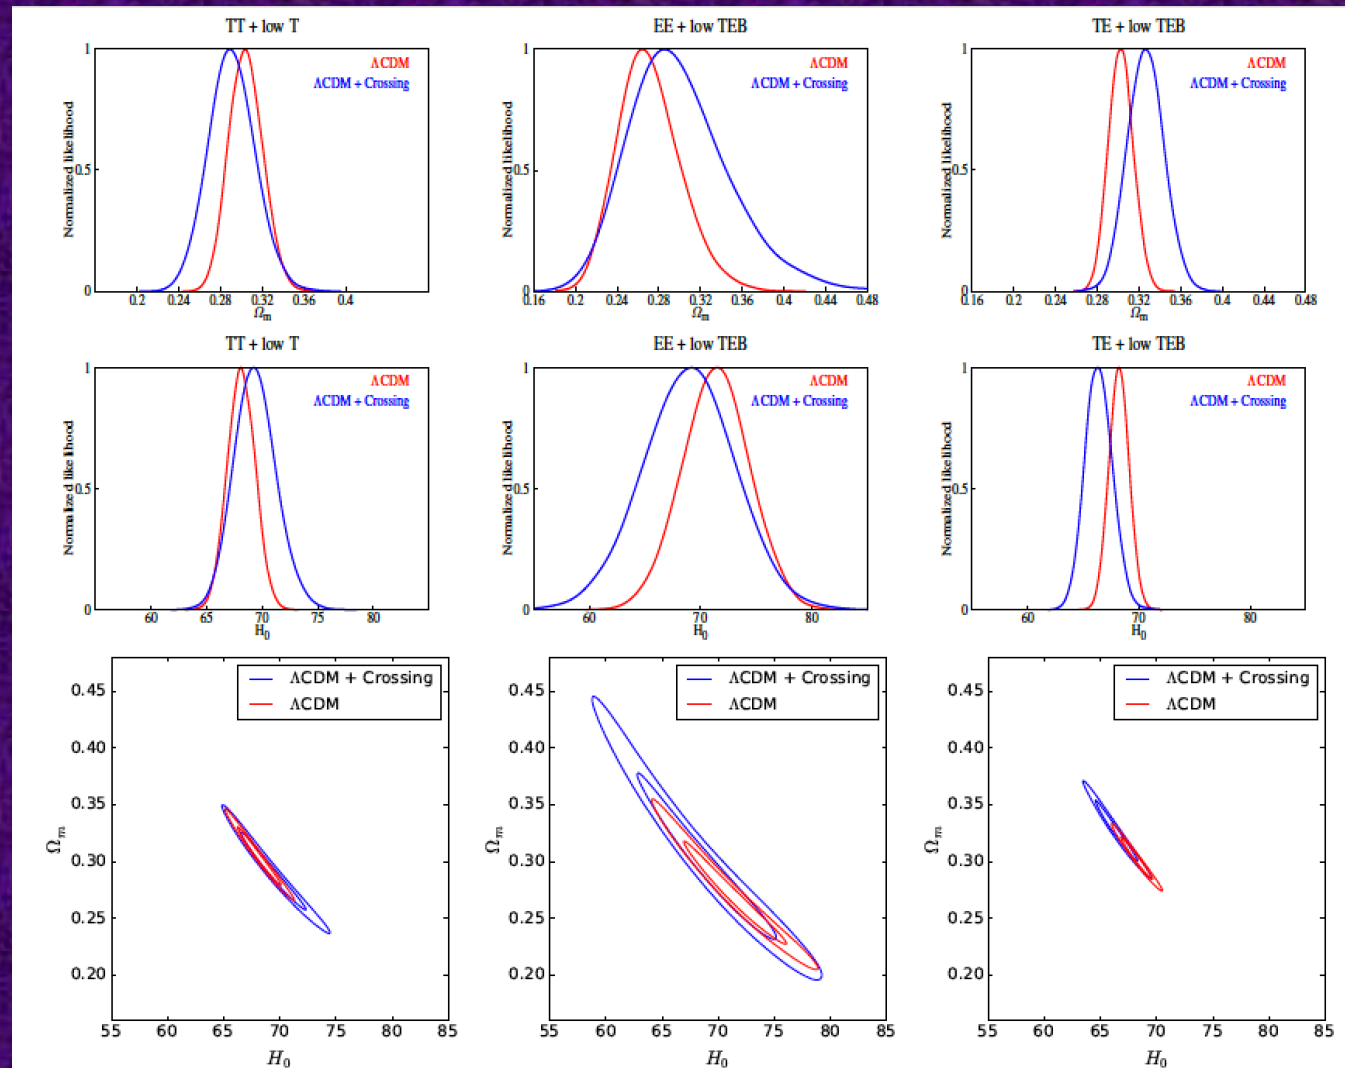 TT + low T
EE + low TEB
TE + low TEB
1
0.5
0
Normalized likelihood
ΛCDM
ΛCDM + Crossing
0.2 0.24 0.28 0.32 0.36 0.4
Ωm
1
0.5
0
Normalized likelihood
ΛCDM
ΛCDM + Crossing
0.16 0.2 0.24 0.28 0.32 0.36 0.4 0.44 0.48
Ωm
1
0.5
0
Normalized likelihood
ΛCDM
ΛCDM + Crossing
0.16 0.2 0.24 0.28 0.32 0.36 0.4 0.44 0.48
Ωm
TT + low T
EE + low TEB
TE + low TEB
1
0.5
0
Normalized likelihood
ΛCDM
ΛCDM + Crossing
60 65 70 75 80
H0
1
0.5
0
Normalized likelihood
ΛCDM
ΛCDM + Crossing
60 70 80
H0
1
0.5
0
Normalized likelihood
ΛCDM
ΛCDM + Crossing
60 70 80
H0
ΛCDM + Crossing
ΛCDM
0.45
0.40
0.35
0.30
0.25
0.20
Ωm
55 60 65 70 75 80 85
H0
ΛCDM + Crossing
ΛCDM
0.45
0.40
0.35
0.30
0.25
0.20
Ωm
55 60 65 70 75 80 85
H0
ΛCDM + Crossing
ΛCDM
0.45
0.40
0.35
0.30
0.25
0.20
Ωm
55 60 65 70 75 80 85
H0